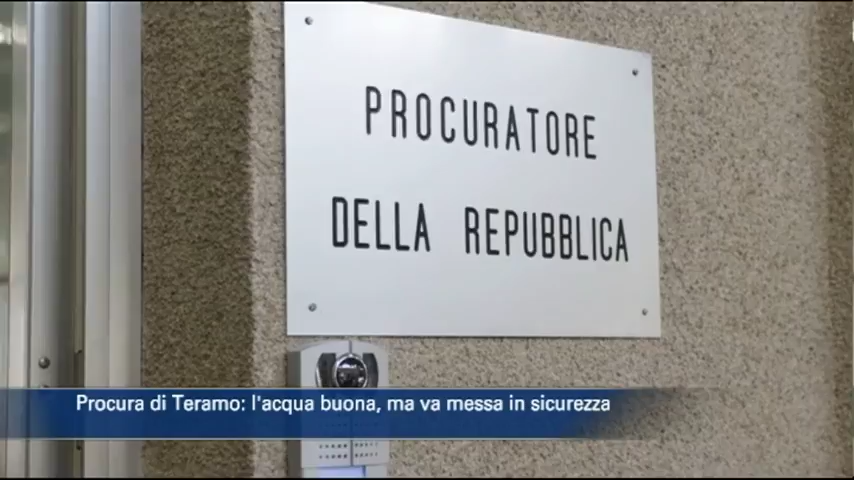 PROCURATORE
DELLA REPUBBLICA
Procura di Teramo: l'acqua buona, ma va messa in sicurezza